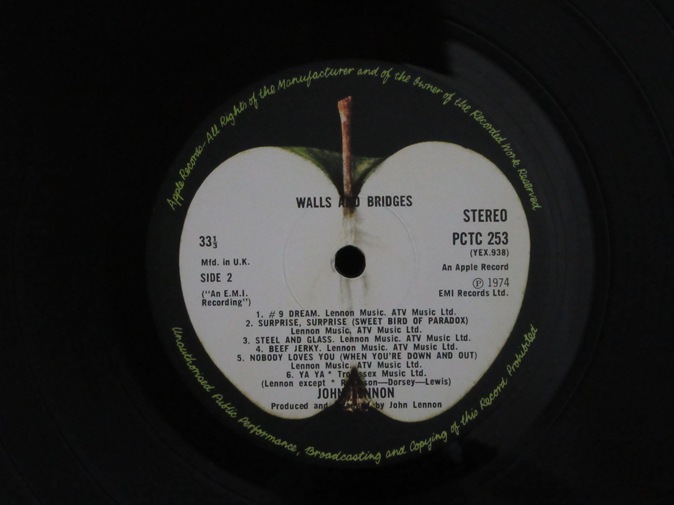 Apple Records-All Rights of the Manufacturer and of the Owner of the Recorded Work Reserved
WALLS AND BRIDGES
STEREO
33⅓
PCTC 253
(YEX.938)
Mfd. in U.K.
An Apple Record
SIDE 2
℗ 1974
("An E.M.I.
Recording")
EMI Records Ltd.
1. #9 DREAM. Lennon Music. ATV Music Ltd.
2. SURPRISE, SURPRISE (SWEET BIRD OF PARADOX)
Lennon Music. ATV Music Ltd.
3. STEEL AND GLASS. Lennon Music. ATV Music Ltd.
4. BEEF JERKY. Lennon Music. ATV Music Ltd.
5. NOBODY LOVES YOU (WHEN YOU'RE DOWN AND OUT)
Lennon Music. ATV Music Ltd.
6. YA YA * Music Ltd.
(Lennon except * —Dorsey—Lewis)
JOHN LENNON
Produced and by John Lennon
Unauthorised Public Performance, Broadcasting and Copying of this Record Prohibited